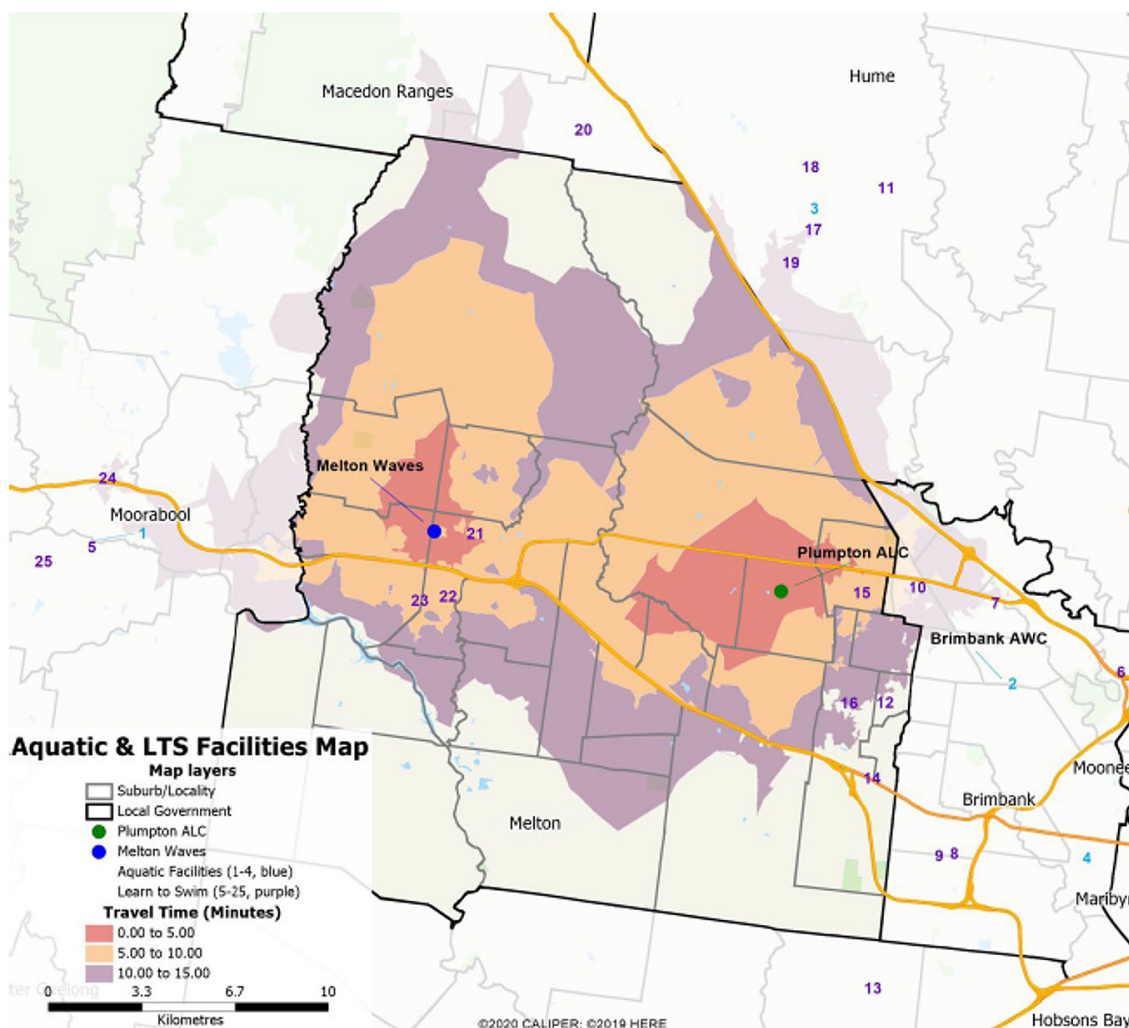 Macedon Ranges
Hume
20
18
11
3
17
19
Melton Waves
24
Moorabool
1
5
25
21
Plumpton ALC
10
15
7
23
22
Brimbank AWC
6
2
16
12
Moonee
14
Aquatic & LTS Facilities Map
Map layers
Suburb/Locality
Local Government
Plumpton ALC
Melton Waves
Aquatic Facilities (1-4, blue)
Learn to Swim (5-25, purple)
Travel Time (Minutes)
0.00 to 5.00
5.00 to 10.00
10.00 to 15.00
Melton
Brimbank
9 8
4
Maribyrn
ter Geelong
0 3.3 6.7 10
Kilometres
13
©2020 CALIPER; ©2019 HERE
Hobsons Bay